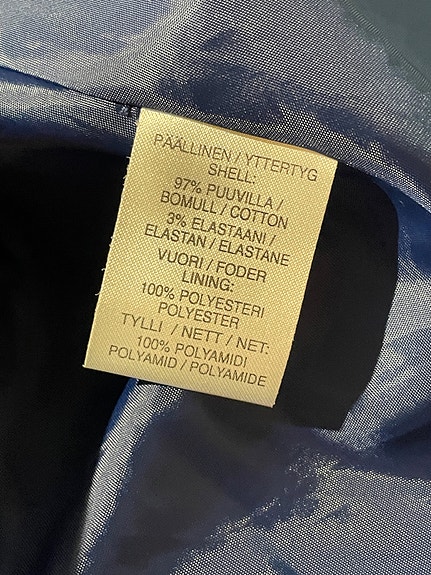 PÄÄLLINEN / YTTERTYG
SHELL:
97% PUUVILLA /
BOMULL / COTTON
3% ELASTAANI /
ELASTAN / ELASTANE
VUORI / FODER
LINING:
100% POLYESTERI
POLYESTER
TYLLI / NETT / NET:
100% POLYAMIDI
POLYAMID / POLYAMIDE